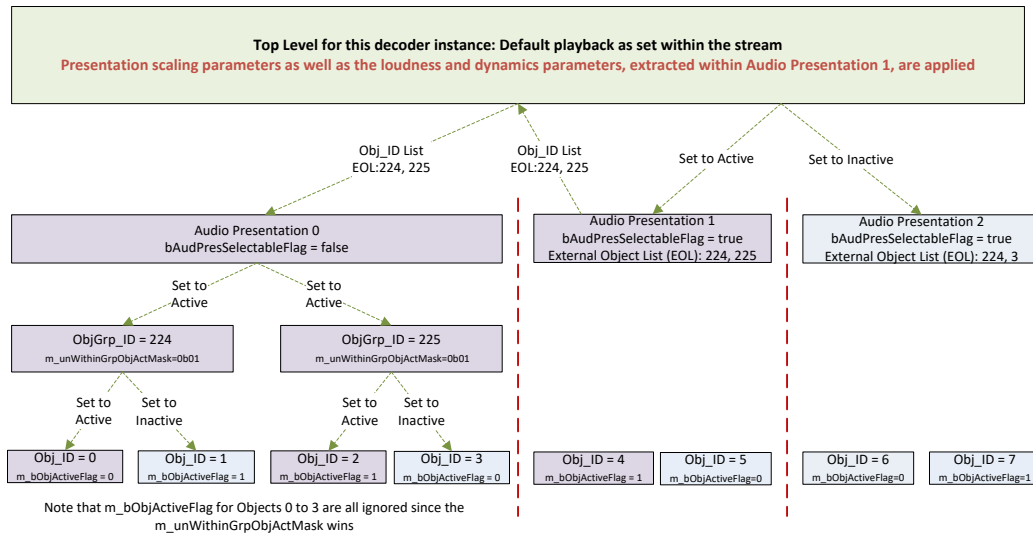 Top Level for this decoder instance: Default playback as set within the stream
Presentation scaling parameters as well as the loudness and dynamics parameters, extracted within Audio Presentation 1, are applied
Obj_ID List
EOL:224, 225
Obj_ID List
EOL:224, 225
Set to Active
Set to Inactive
Audio Presentation 0
bAudPresSelectableFlag = false
Audio Presentation 1
bAudPresSelectableFlag = true
External Object List (EOL): 224, 225
Audio Presentation 2
bAudPresSelectableFlag = true
External Object List (EOL): 224, 3
Set to
Active
Set to
Active
ObjGrp_ID = 224
m_unWithinGrpObjActMask=0b01
ObjGrp_ID = 225
m_unWithinGrpObjActMask=0b01
Set to
Active
Set to
Inactive
Set to
Active
Set to
Inactive
Obj_ID = 0
m_bObjActiveFlag = 0
Obj_ID = 1
m_bObjActiveFlag = 1
Obj_ID = 2
m_bObjActiveFlag = 1
Obj_ID = 3
m_bObjActiveFlag = 0
Obj_ID = 4
m_bObjActiveFlag = 1
Obj_ID = 5
m_bObjActiveFlag=0
Obj_ID = 6
m_bObjActiveFlag=0
Obj_ID = 7
m_bObjActiveFlag=1
Note that m_bObjActiveFlag for Objects 0 to 3 are all ignored since the
m_unWithinGrpObjActMask wins